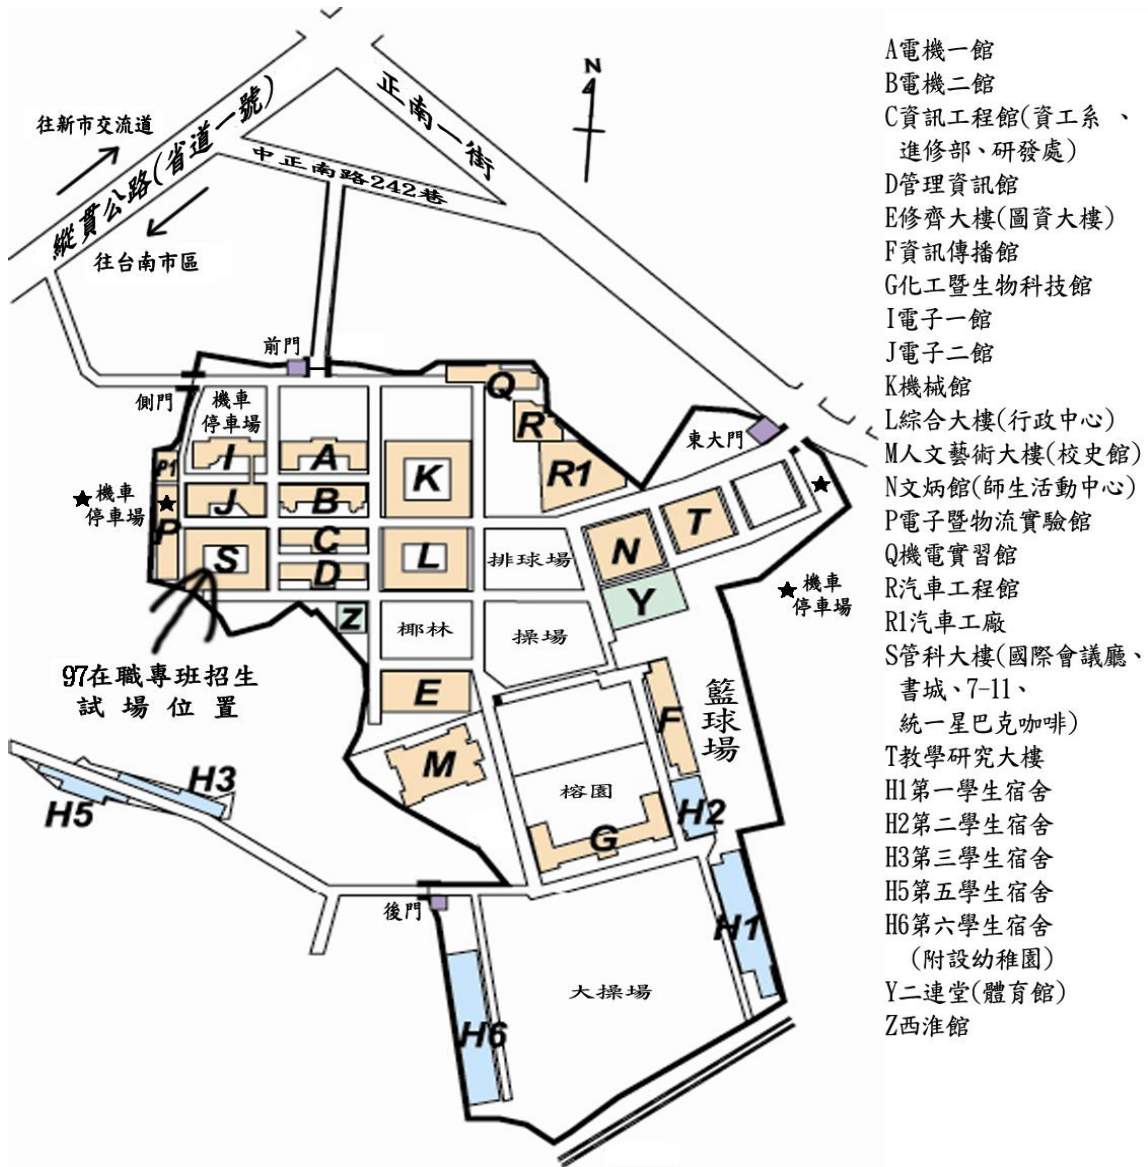 N
正南一街
縱貫公路(省道一號)
往新市交流道
中正南路242巷
往台南市區
前門
側門
機車
停車場
Q
R
東大門
I
A
K
R1
P1
★機車
停車場
★
J
B
T
★
P
N
S
C
L
排球場
D
★機車
停車場
Y
Z
椰林
操場
97在職專班招生
試場位置
E
籃球場
F
M
H3
H5
榕園
H2
G
後門
H1
大操場
H6
A電機一館
B電機二館
C資訊工程館(資工系、
進修部、研發處)
D管理資訊館
E修齊大樓(圖資大樓)
F資訊傳播館
G化工暨生物科技館
I電子一館
J電子二館
K機械館
L綜合大樓(行政中心)
M人文藝術大樓(校史館)
N文炳館(師生活動中心)
P電子暨物流實驗館
Q機電實習館
R汽車工程館
R1汽車工廠
S管科大樓(國際會議廳、
書城、7-11、
統一星巴克咖啡)
T教學研究大樓
H1第一學生宿舍
H2第二學生宿舍
H3第三學生宿舍
H5第五學生宿舍
H6第六學生宿舍
(附設幼稚園)
Y二連堂(體育館)
Z西淮館